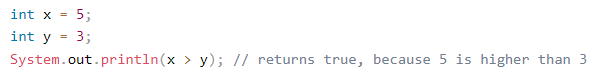 int x = 5;
int y = 3;
System.out.println(x > y); // returns true, because 5 is higher than 3